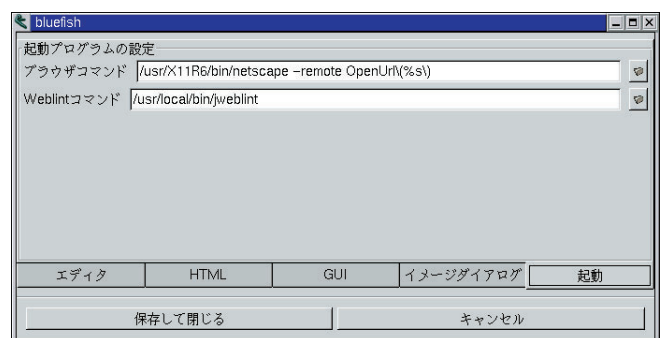 bluefish
起動プログラムの設定
ブラウザコマンド /usr/X11R6/bin/netscape –remote OpenUrl\(%s\)
Weblintコマンド /usr/local/bin/jweblint
エディタ HTML GUI イメージダイアログ 起動
保存して閉じる キャンセル